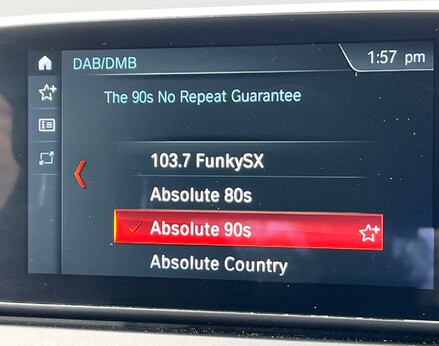 DAB/DMB
1:57 pm
The 90s No Repeat Guarantee
103.7 FunkySX
Absolute 80s
Absolute 90s
Absolute Country